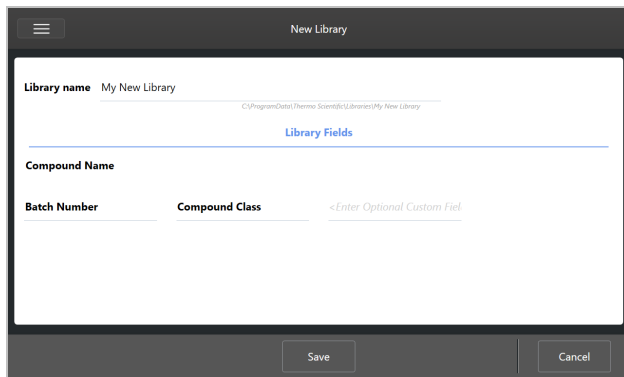 New Library
Library name My New Library
C:\ProgramData\Thermo Scientific\Libraries\My New Library
Library Fields
Compound Name
Batch Number Compound Class <Enter Optional Custom Fiel
Save Cancel